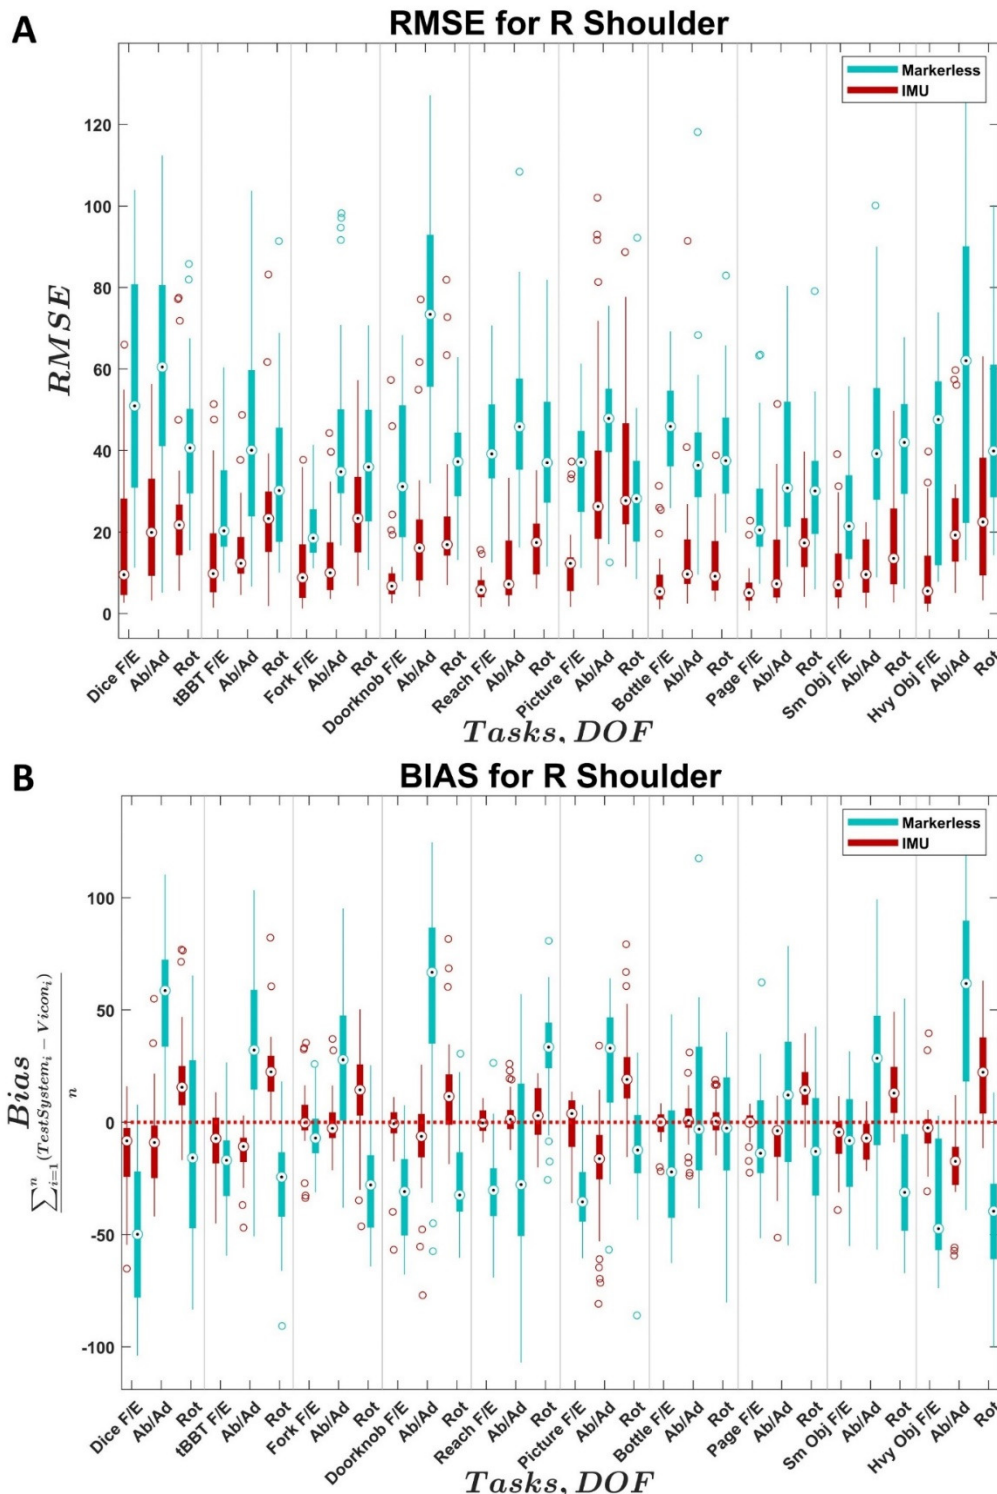 A
RMSE for R Shoulder
Markerless
IMU
120
100
80
60
40
20
0
RMSE
Dice F/E
Ab/Ad
Rot
tBBT F/E
Ab/Ad
Rot
Fork F/E
Ab/Ad
Rot
Doorknob F/E
Ab/Ad
Rot
Reach F/E
Ab/Ad
Rot
Picture F/E
Ab/Ad
Rot
Bottle F/E
Ab/Ad
Rot
Page F/E
Ab/Ad
Rot
Sm Obj F/E
Ab/Ad
Rot
Hvy Obj F/E
Ab/Ad
Rot
Tasks, DOF
B
BIAS for R Shoulder
Markerless
IMU
100
50
0
-50
-100
Bias
∑ⁿᵢ₌₁(TestSystemᵢ − Viconᵢ)
n
Dice F/E
Ab/Ad
Rot
tBBT F/E
Ab/Ad
Rot
Fork F/E
Ab/Ad
Rot
Doorknob F/E
Ab/Ad
Rot
Reach F/E
Ab/Ad
Rot
Picture F/E
Ab/Ad
Rot
Bottle F/E
Ab/Ad
Rot
Page F/E
Ab/Ad
Rot
Sm Obj F/E
Ab/Ad
Rot
Hvy Obj F/E
Ab/Ad
Rot
Tasks, DOF